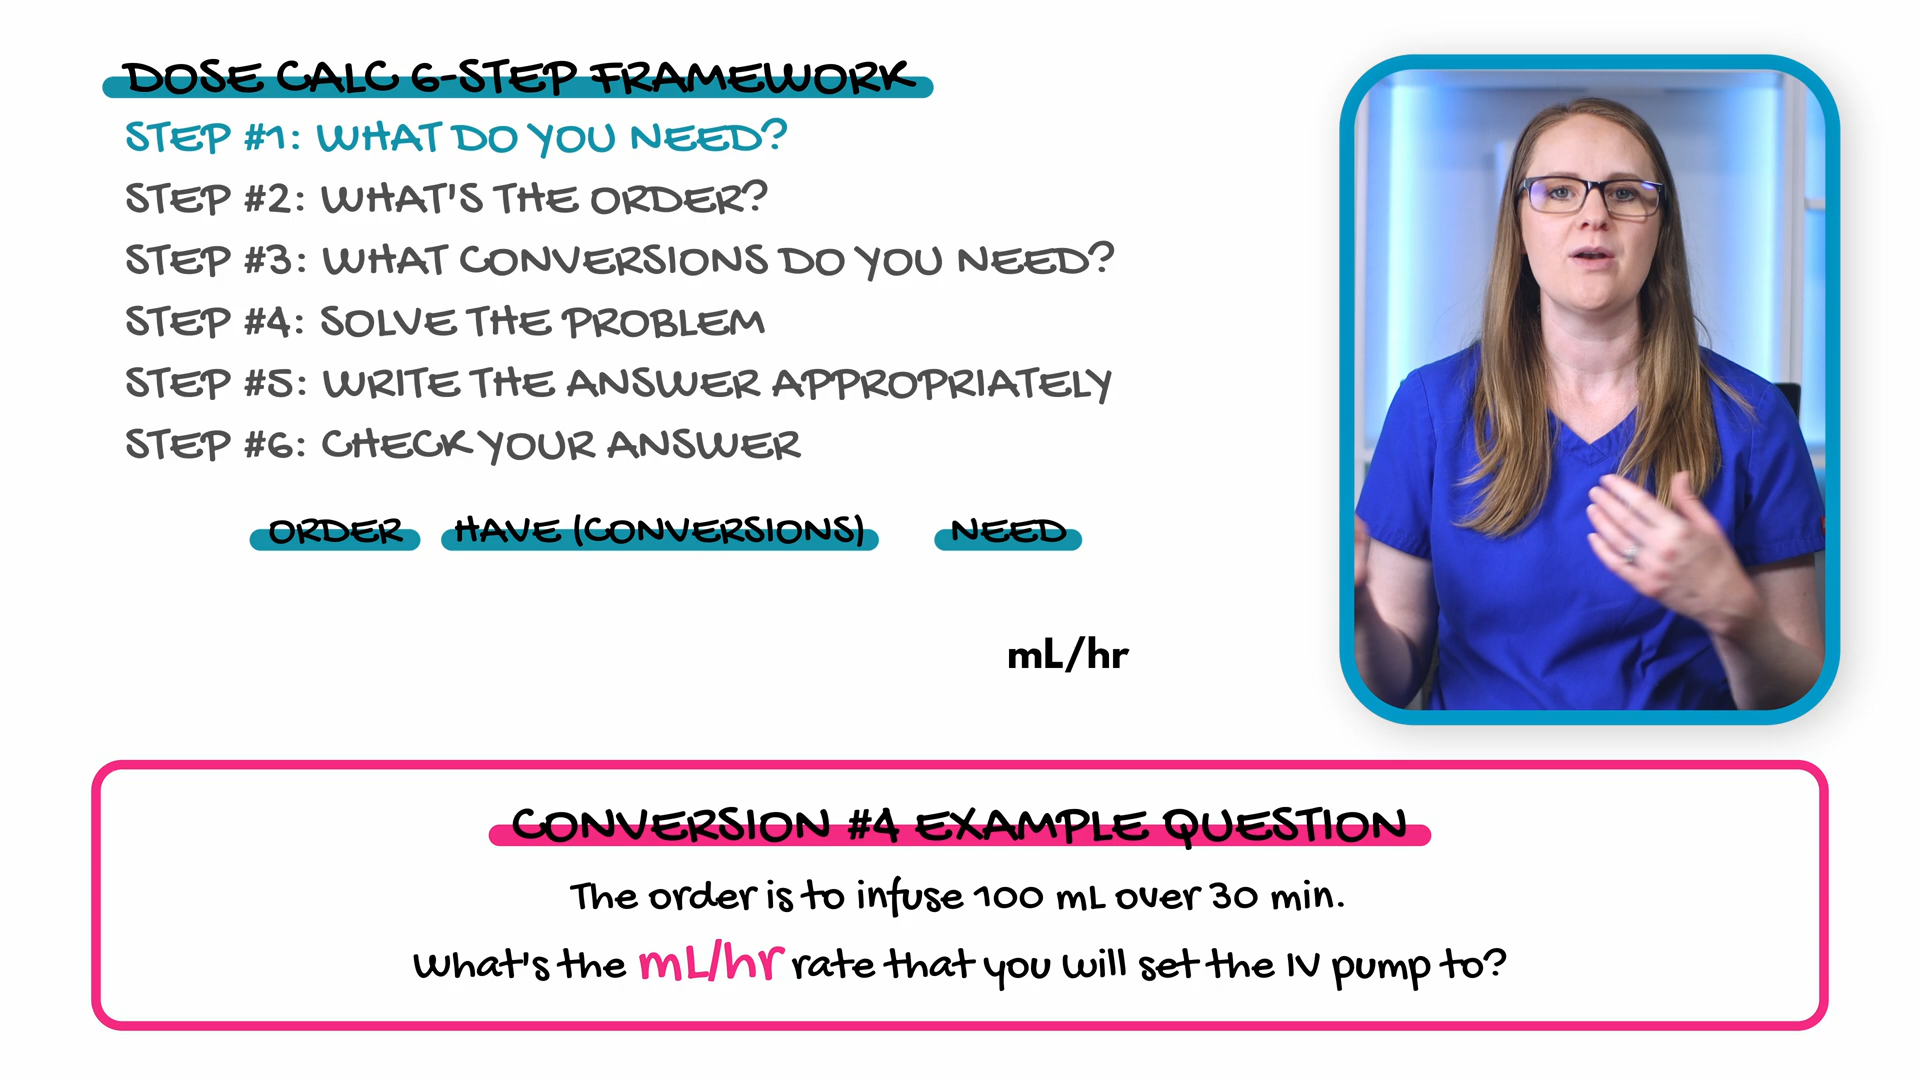 DOSE CALC 6-STEP FRAMEWORK
STEP #1: WHAT DO YOU NEED?
STEP #2: WHAT'S THE ORDER?
STEP #3: WHAT CONVERSIONS DO YOU NEED?
STEP #4: SOLVE THE PROBLEM
STEP #5: WRITE THE ANSWER APPROPRIATELY
STEP #6: CHECK YOUR ANSWER
ORDER HAVE (CONVERSIONS) NEED
mL/hr
CONVERSION #4 EXAMPLE QUESTION
The order is to infuse 100 mL over 30 min.
What's the mL/hr rate that you will set the IV pump to?